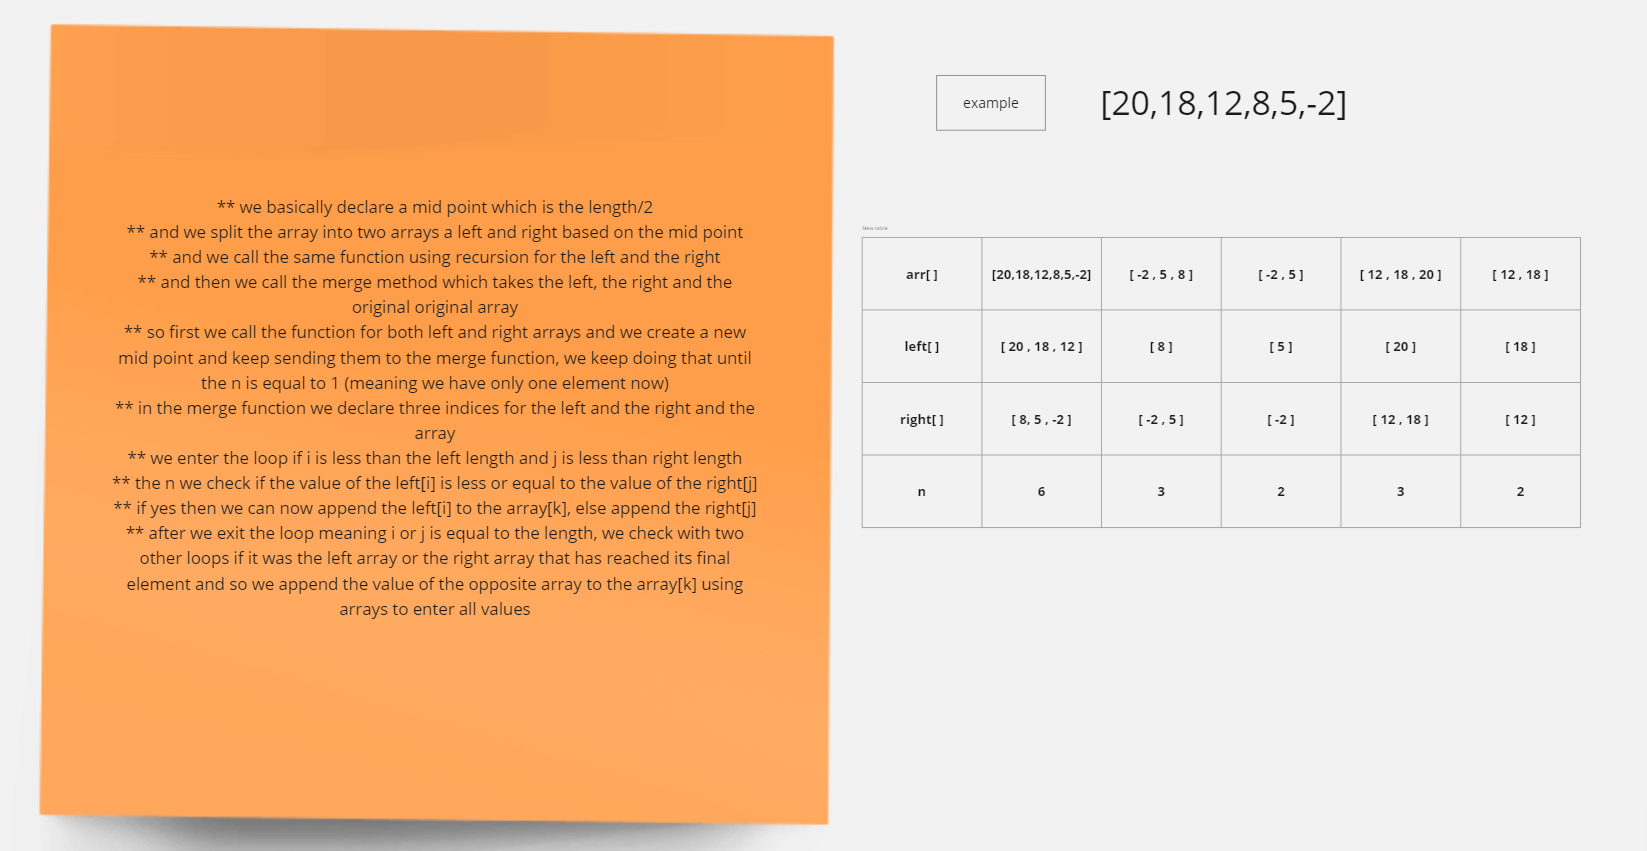 ** we basically declare a mid point which is the length/2
** and we split the array into two arrays a left and right based on the mid point
** and we call the same function using recursion for the left and the right
** and then we call the merge method which takes the left, the right and the
original original array
** so first we call the function for both left and right arrays and we create a new
mid point and keep sending them to the merge function, we keep doing that until
the n is equal to 1 (meaning we have only one element now)
** in the merge function we declare three indices for the left and the right and the
array
** we enter the loop if i is less than the left length and j is less than right length
** the n we check if the value of the left[i] is less or equal to the value of the right[j]
** if yes then we can now append the left[i] to the array[k], else append the right[j]
** after we exit the loop meaning i or j is equal to the length, we check with two
other loops if it was the left array or the right array that has reached its final
element and so we append the value of the opposite array to the array[k] using
arrays to enter all values
example
[20,18,12,8,5,-2]
New table
arr[ ] [20,18,12,8,5,-2] [ -2 , 5 , 8 ] [ -2 , 5 ] [ 12 , 18 , 20 ] [ 12 , 18 ]
left[ ] [ 20 , 18 , 12 ] [ 8 ] [ 5 ] [ 20 ] [ 18 ]
right[ ] [ 8, 5 , -2 ] [ -2 , 5 ] [ -2 ] [ 12 , 18 ] [ 12 ]
n 6 3 2 3 2